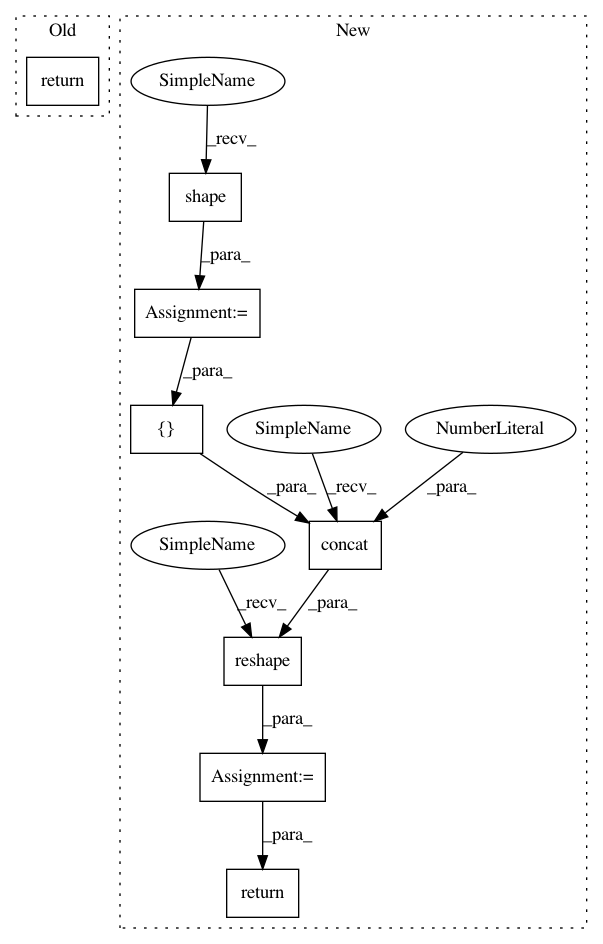 Old
New
return
SimpleName
_recv_
shape
_para_
Assignment:=
_para_
{}
SimpleName
NumberLiteral
_para_
_recv_
_para_
SimpleName
concat
_recv_
_para_
reshape
_para_
Assignment:=
_para_
return